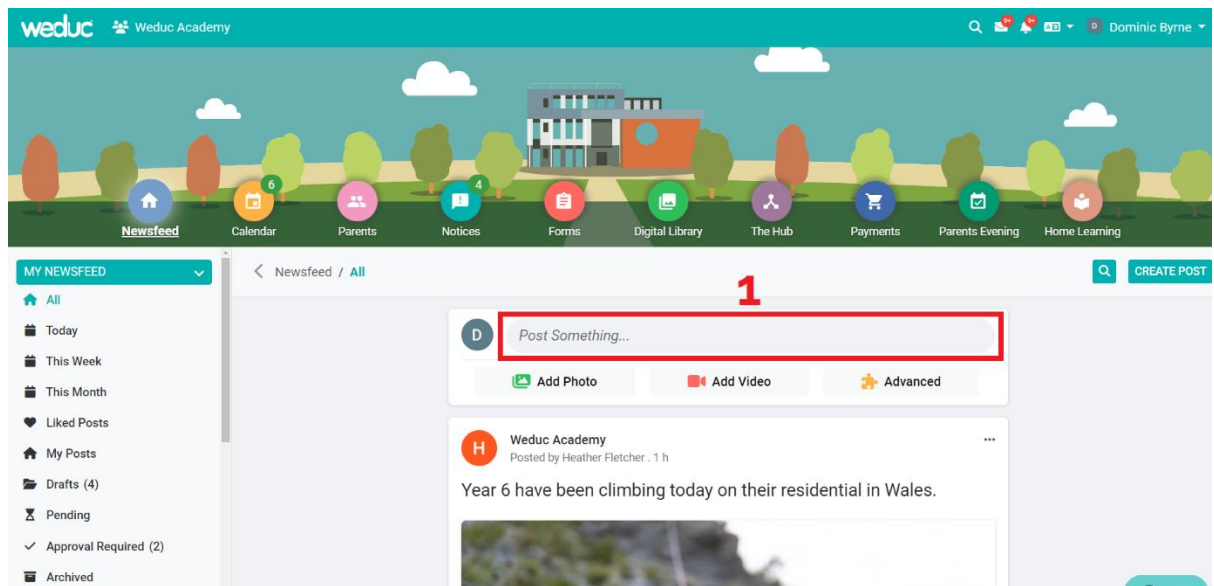 weduc Weduc Academy 9+ 9+ D Dominic Byrne
6 4
Newsfeed Calendar Parents Notices Forms Digital Library The Hub Payments Parents Evening Home Learning
MY NEWSFEED
Newsfeed / All
CREATE POST
All
Today
This Week
This Month
Liked Posts
My Posts
Drafts (4)
Pending
Approval Required (2)
Archived
1
D Post Something...
Add Photo Add Video Advanced
H Weduc Academy
Posted by Heather Fletcher . 1 h
Year 6 have been climbing today on their residential in Wales.